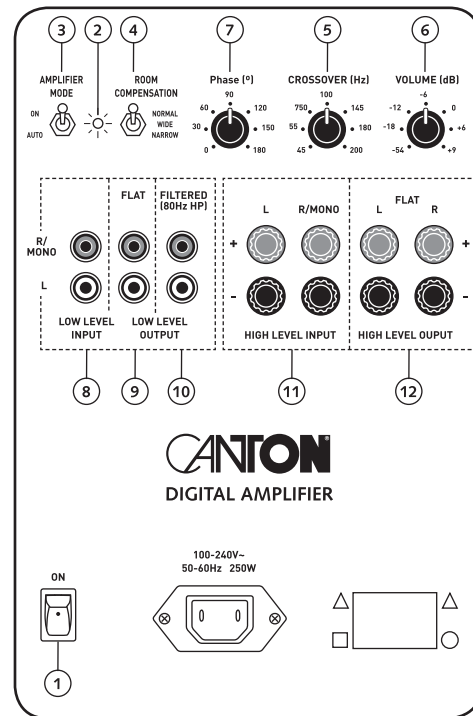 3 2 4 7 5 6
AMPLIFIER
MODE
ON
AUTO
ROOM
COMPENSATION
NORMAL
WIDE
NARROW
Phase (º)
0 30 60 90 120 150 180
CROSSOVER (Hz)
45 55 750 100 145 180 200
VOLUME (dB)
-54 -18 -12 -6 0 +6 +9
FLAT
FILTERED
(80Hz HP)
R/
MONO
L
LOW LEVEL
INPUT
LOW LEVEL
OUTPUT
L R/MONO
+
-
HIGH LEVEL INPUT
FLAT
L R
+
-
HIGH LEVEL OUPUT
8 9 10 11 12
CANTON
DIGITAL AMPLIFIER
100-240V~
50-60Hz 250W
ON
1